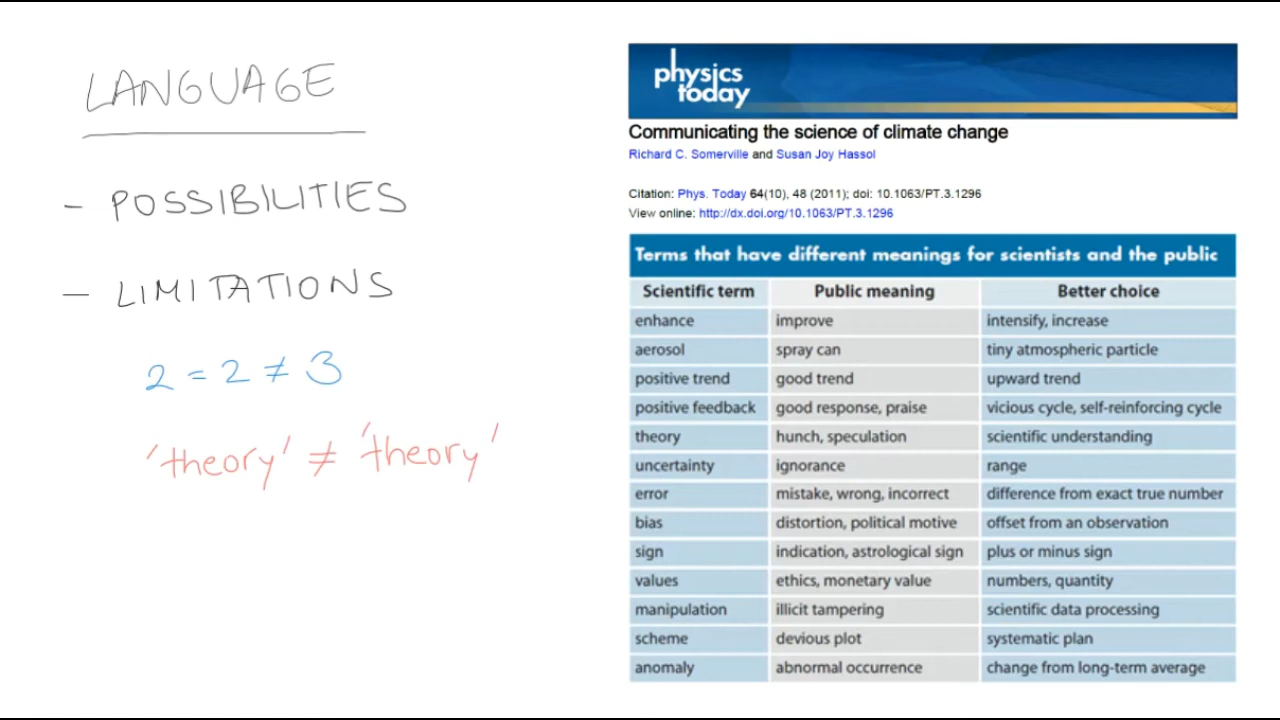 LANGUAGE
- POSSIBILITIES
- LIMITATIONS
2 = 2 ≠ 3
'theory' ≠ 'theory'
physics
today
Communicating the science of climate change
Richard C. Somerville and Susan Joy Hassol
Citation: Phys. Today 64(10), 48 (2011); doi: 10.1063/PT.3.1296
View online: http://dx.doi.org/10.1063/PT.3.1296
Terms that have different meanings for scientists and the public
Scientific term Public meaning Better choice
enhance improve intensify, increase
aerosol spray can tiny atmospheric particle
positive trend good trend upward trend
positive feedback good response, praise vicious cycle, self-reinforcing cycle
theory hunch, speculation scientific understanding
uncertainty ignorance range
error mistake, wrong, incorrect difference from exact true number
bias distortion, political motive offset from an observation
sign indication, astrological sign plus or minus sign
values ethics, monetary value numbers, quantity
manipulation illicit tampering scientific data processing
scheme devious plot systematic plan
anomaly abnormal occurrence change from long-term average